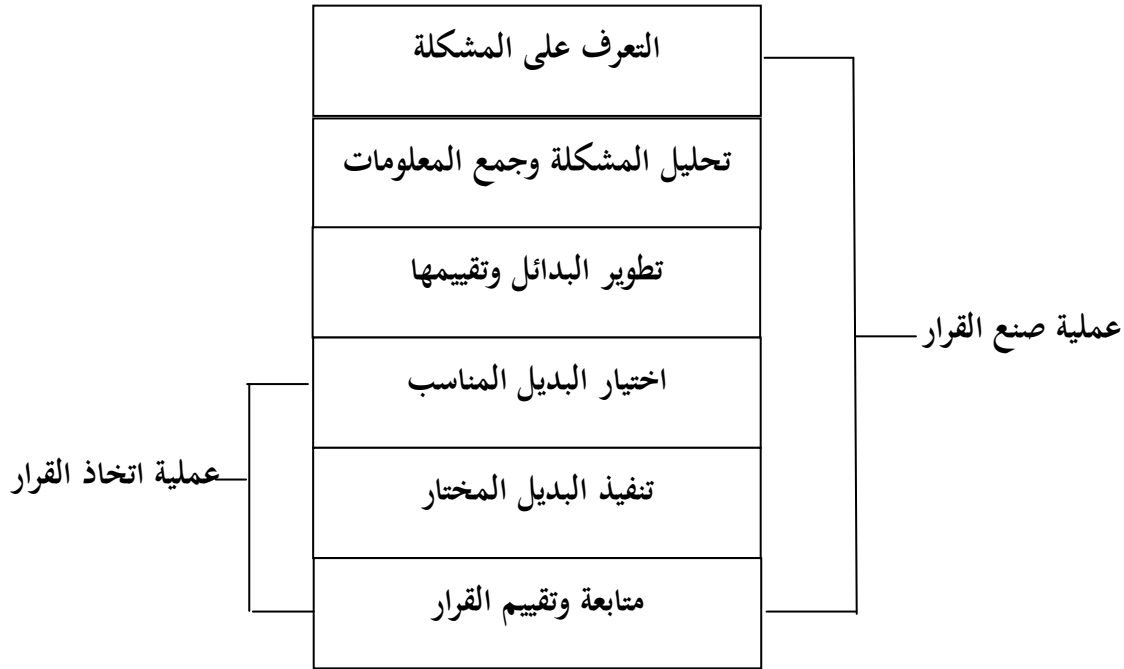 التعرف على المشكلة
تحليل المشكلة وجمع المعلومات
تطوير البدائل وتقييمها
عملية صنع القرار
اختيار البديل المناسب
عملية اتخاذ القرار
تنفيذ البديل المختار
متابعة وتقييم القرار